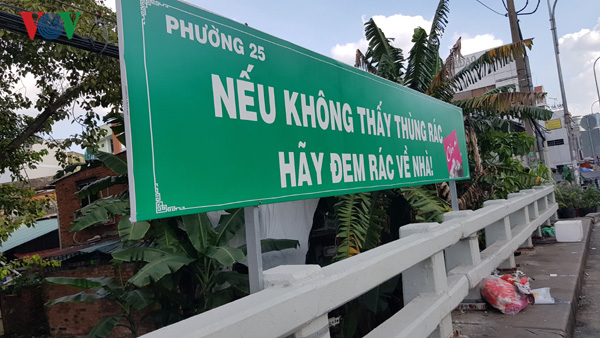 VOV
PHƯỜNG 25
NẾU KHÔNG THẤY THÙNG RÁC
HÃY ĐEM RÁC VỀ NHÀ!